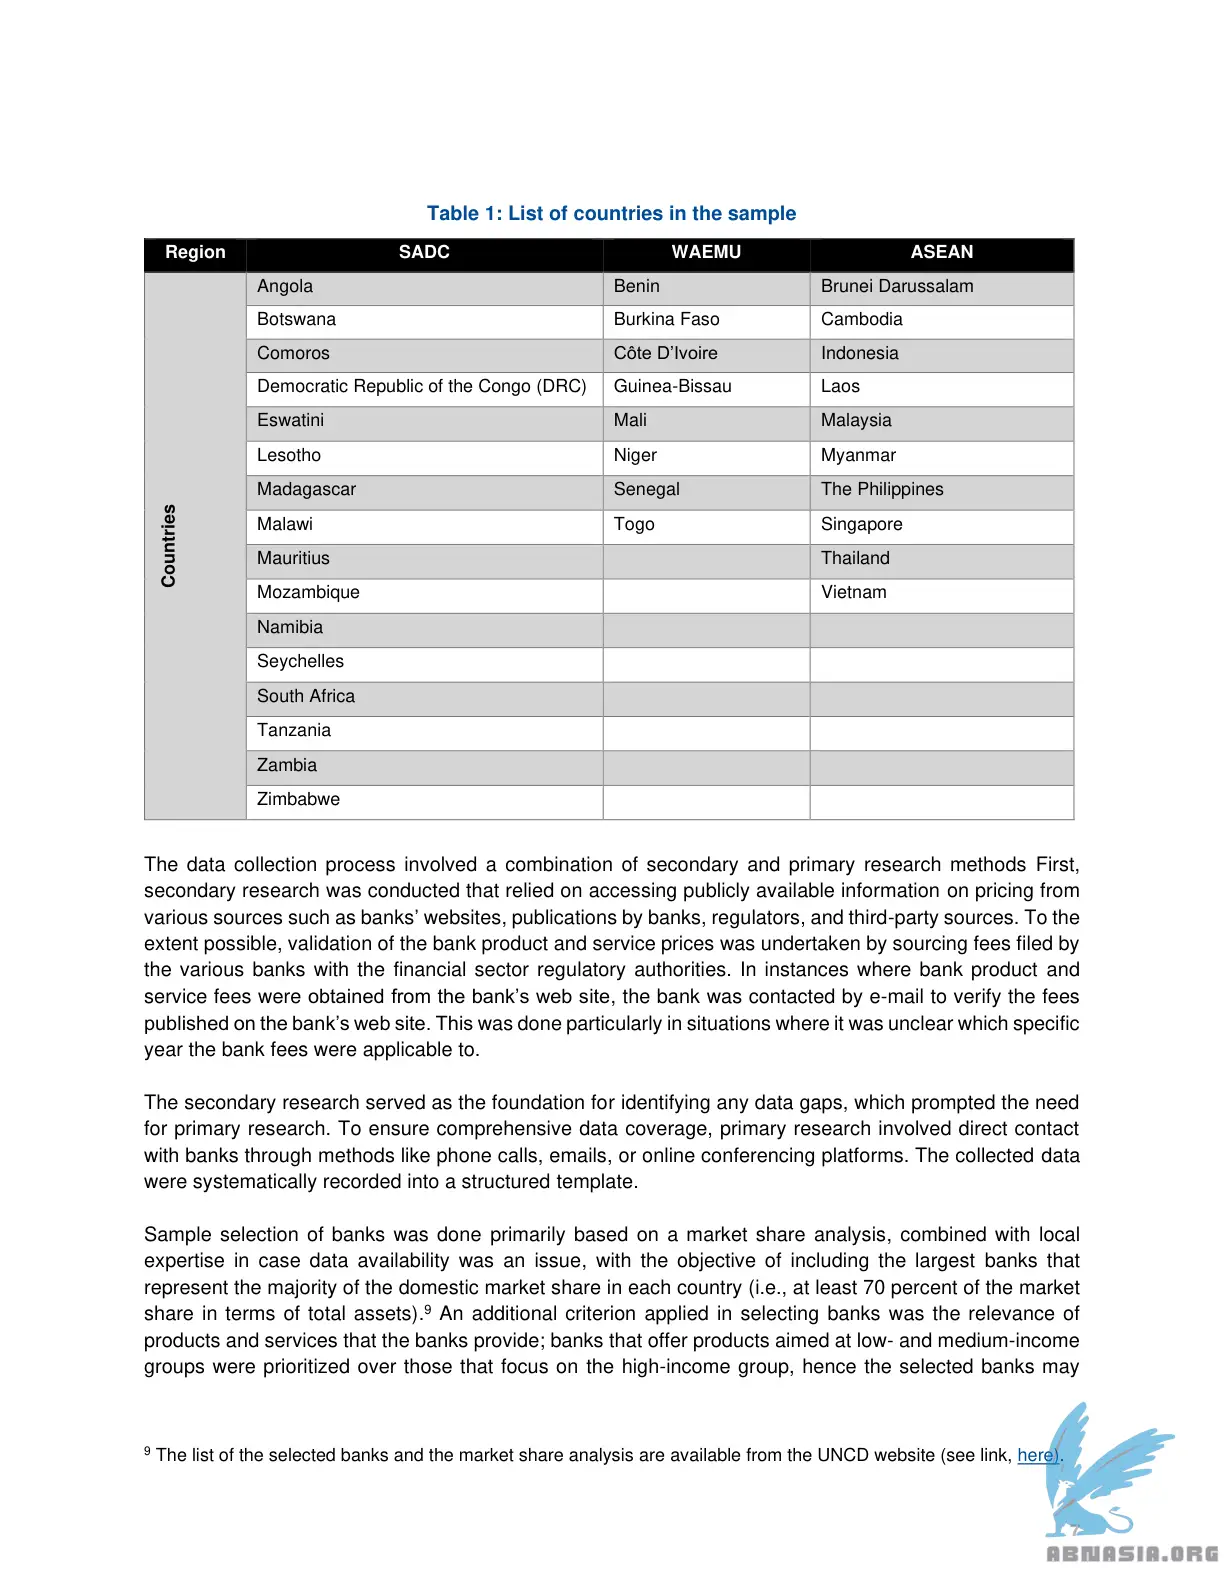 Table 1: List of countries in the sample
Region SADC WAEMU ASEAN
Countries
Angola Benin Brunei Darussalam
Botswana Burkina Faso Cambodia
Comoros Côte D’Ivoire Indonesia
Democratic Republic of the Congo (DRC) Guinea-Bissau Laos
Eswatini Mali Malaysia
Lesotho Niger Myanmar
Madagascar Senegal The Philippines
Malawi Togo Singapore
Mauritius Thailand
Mozambique Vietnam
Namibia
Seychelles
South Africa
Tanzania
Zambia
Zimbabwe
The data collection process involved a combination of secondary and primary research methods First,
secondary research was conducted that relied on accessing publicly available information on pricing from
various sources such as banks’ websites, publications by banks, regulators, and third-party sources. To the
extent possible, validation of the bank product and service prices was undertaken by sourcing fees filed by
the various banks with the financial sector regulatory authorities. In instances where bank product and
service fees were obtained from the bank’s web site, the bank was contacted by e-mail to verify the fees
published on the bank’s web site. This was done particularly in situations where it was unclear which specific
year the bank fees were applicable to.
The secondary research served as the foundation for identifying any data gaps, which prompted the need
for primary research. To ensure comprehensive data coverage, primary research involved direct contact
with banks through methods like phone calls, emails, or online conferencing platforms. The collected data
were systematically recorded into a structured template.
Sample selection of banks was done primarily based on a market share analysis, combined with local
expertise in case data availability was an issue, with the objective of including the largest banks that
represent the majority of the domestic market share in each country (i.e., at least 70 percent of the market
share in terms of total assets).⁹ An additional criterion applied in selecting banks was the relevance of
products and services that the banks provide; banks that offer products aimed at low- and medium-income
groups were prioritized over those that focus on the high-income group, hence the selected banks may
⁹ The list of the selected banks and the market share analysis are available from the UNCD website (see link, here).
7
ABNASIA.ORG